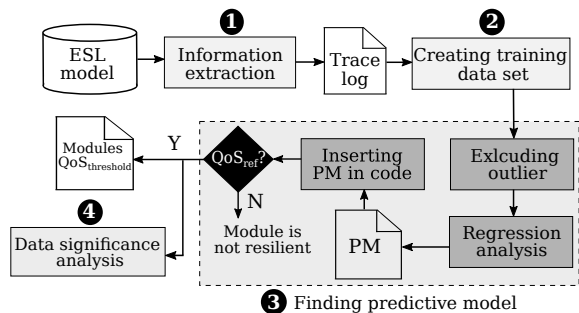 1
2
ESL
model
Information
extraction
Trace
log
Creating training
data set
Modules
QoS_threshold
Y
QoS_ref?
Inserting
PM in code
Exlcuding
outlier
N
4
Module is
not resilient
PM
Regression
analysis
Data significance
analysis
3 Finding predictive model